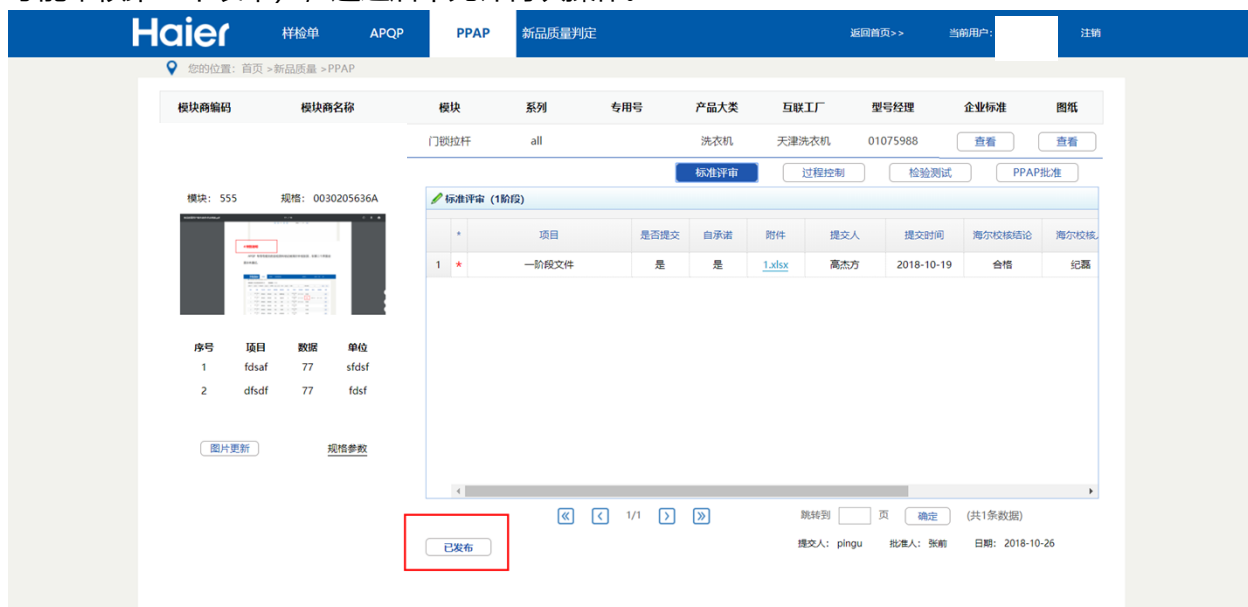 Haier 样检单 APQP PPAP 新品质量判定 返回首页>> 当前用户: 注销
您的位置: 首页 >新品质量 >PPAP
模块商编码 模块商名称 模块 系列 专用号 产品大类 互联工厂 型号经理 企业标准 图纸
门锁拉杆 all 洗衣机 天津洗衣机 01075988 查看 查看
标准评审 过程控制 检验测试 PPAP批准
模块: 555 规格: 0030205636A
标准评审 (1阶段)
* 项目 是否提交 自承诺 附件 提交人 提交时间 海尔校核结论 海尔校核
1 * 一阶段文件 是 是 1.xlsx 高杰方 2018-10-19 合格 纪磊
序号 项目 数据 单位
1 fdsaf 77 sfdsf
2 dfsdf 77 fdsf
图片更新 规格参数
1/1 跳转到 页 确定 (共1条数据)
已发布 提交人: pingu 批准人: 张前 日期: 2018-10-26